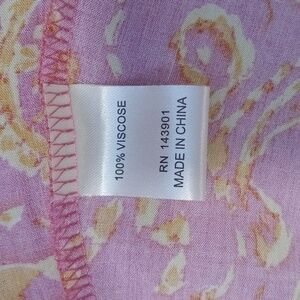 100% VISCOSE
RN 143901
MADE IN CHINA